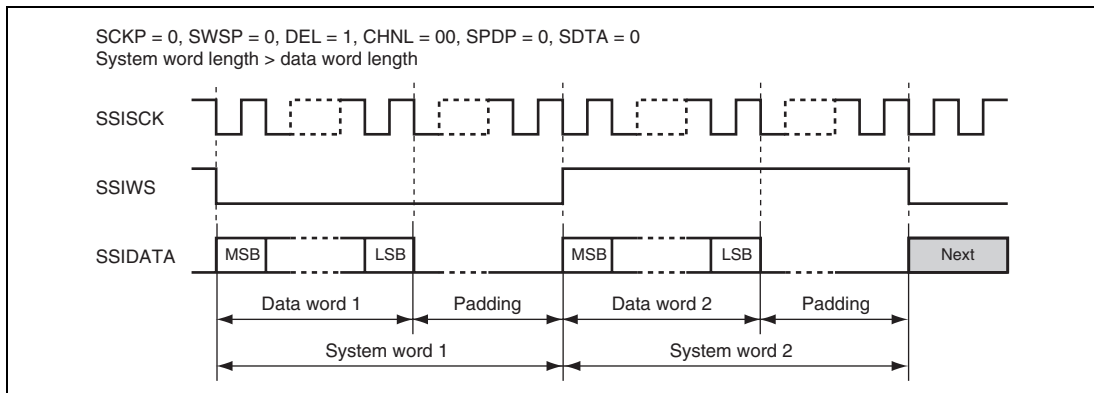 SCKP = 0, SWSP = 0, DEL = 1, CHNL = 00, SPDP = 0, SDTA = 0
System word length > data word length
SSISCK
SSIWS
SSIDATA
MSB
LSB
MSB
LSB
Next
Data word 1
Padding
Data word 2
Padding
System word 1
System word 2